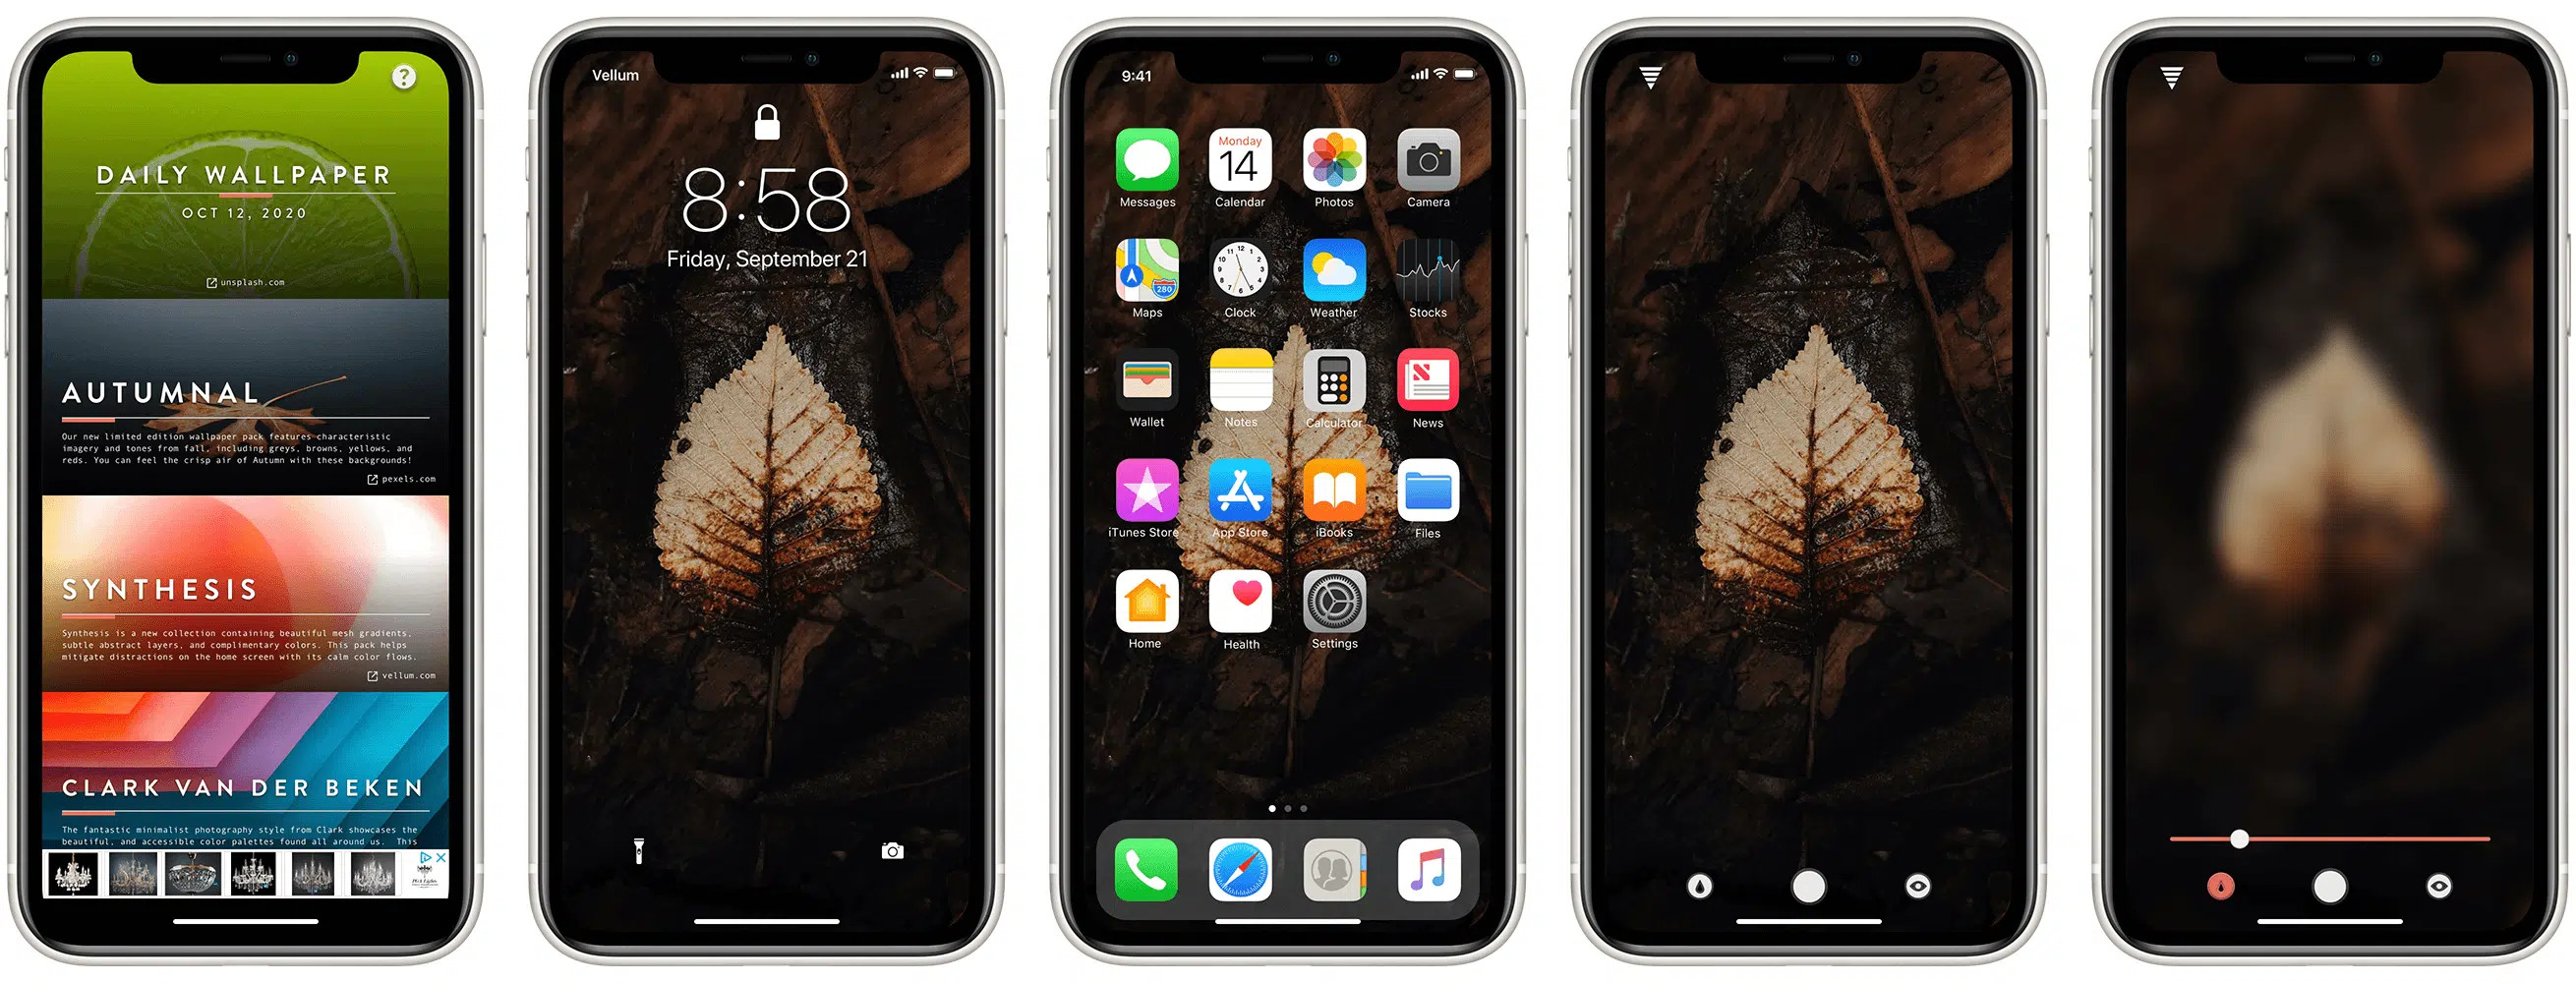 ?
DAILY WALLPAPER
OCT 12, 2020
unsplash.com
AUTUMNAL
Our new limited edition wallpaper pack features characteristic
imagery and tones from fall, including greys, browns, yellows, and
reds. You can feel the crisp air of Autumn with these backgrounds!
pexels.com
SYNTHESIS
Synthesis is a new collection containing beautiful mesh gradients,
subtle abstract layers, and complimentary colors. This pack helps
mitigate distractions on the home screen with its calm color flows.
vellum.com
CLARK VAN DER BEKEN
The fantastic minimalist photography style from Clark showcases the
beautiful, and accessible color palettes found all around us. This
Vellum
8:58
Friday, September 21
9:41
Monday
14
Messages Calendar Photos Camera
280
Maps Clock Weather Stocks
Wallet Notes Calculator News
iTunes Store App Store iBooks Files
Home Health Settings